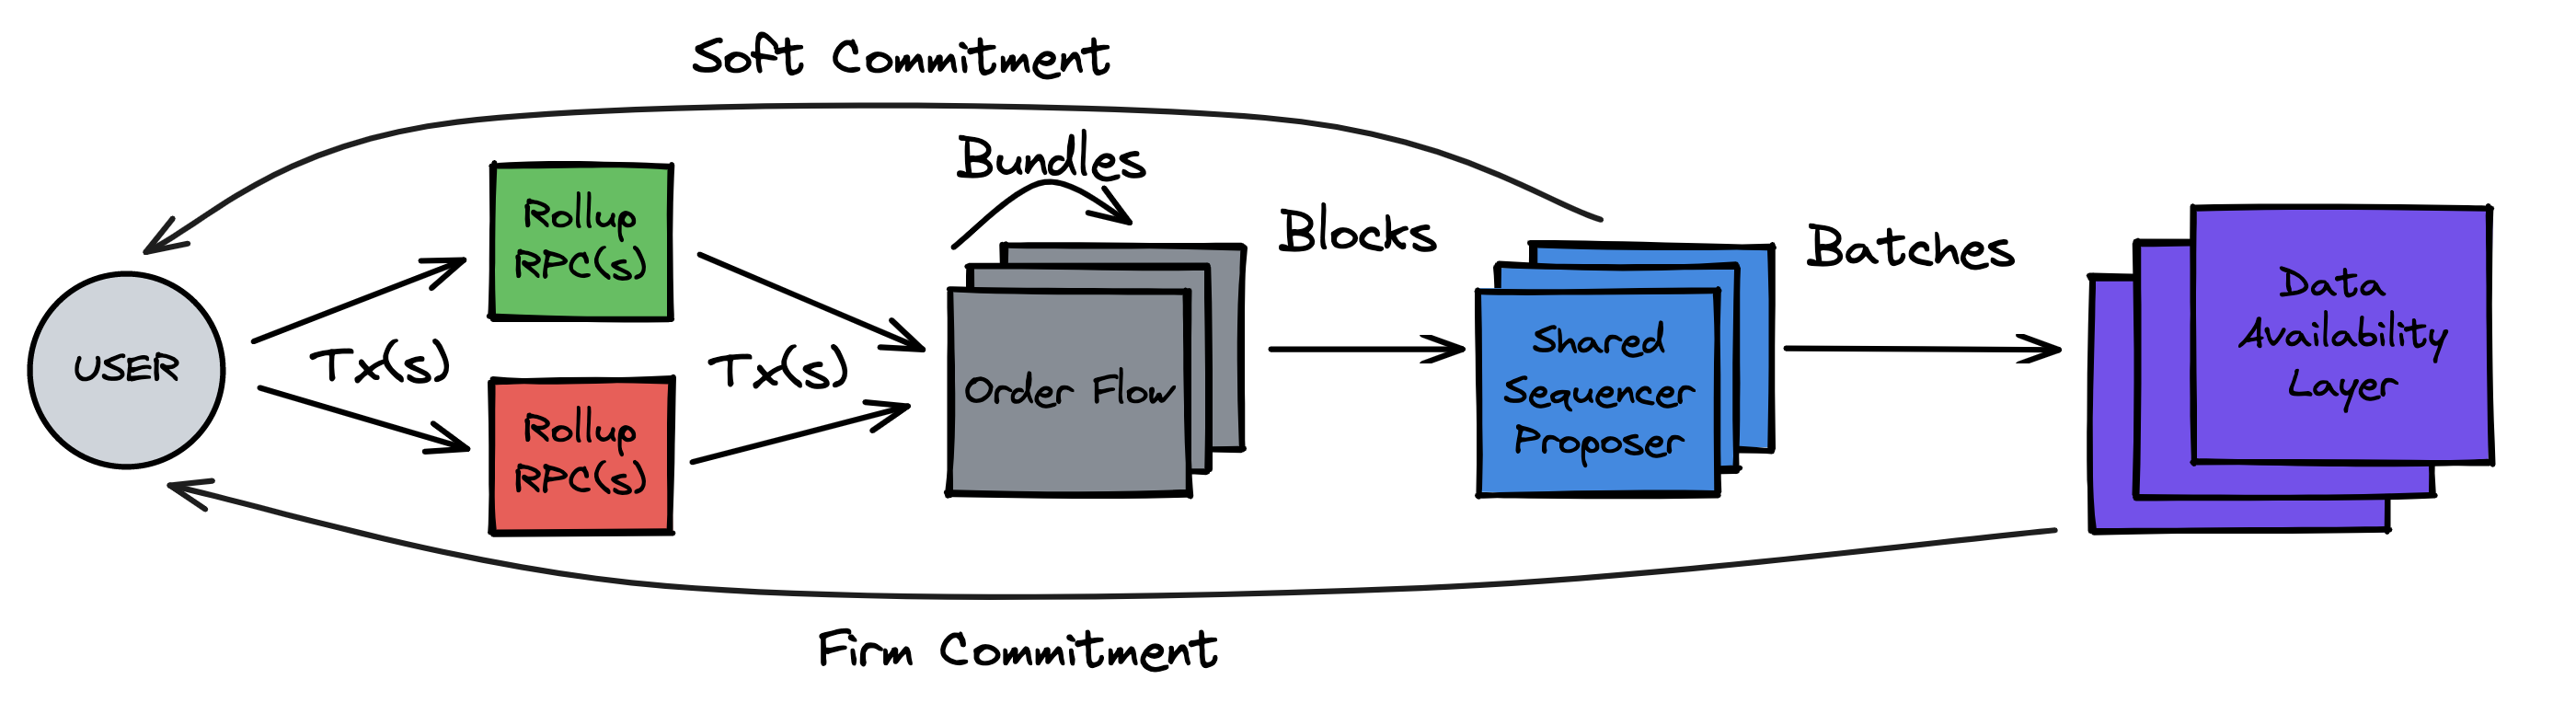 Soft Commitment
Bundles
Rollup
RPC(s)
Blocks
Batches
Data
Availability
Layer
USER
Tx(s)
Tx(s)
Order Flow
Shared
Sequencer
Proposer
Rollup
RPC(s)
Firm Commitment